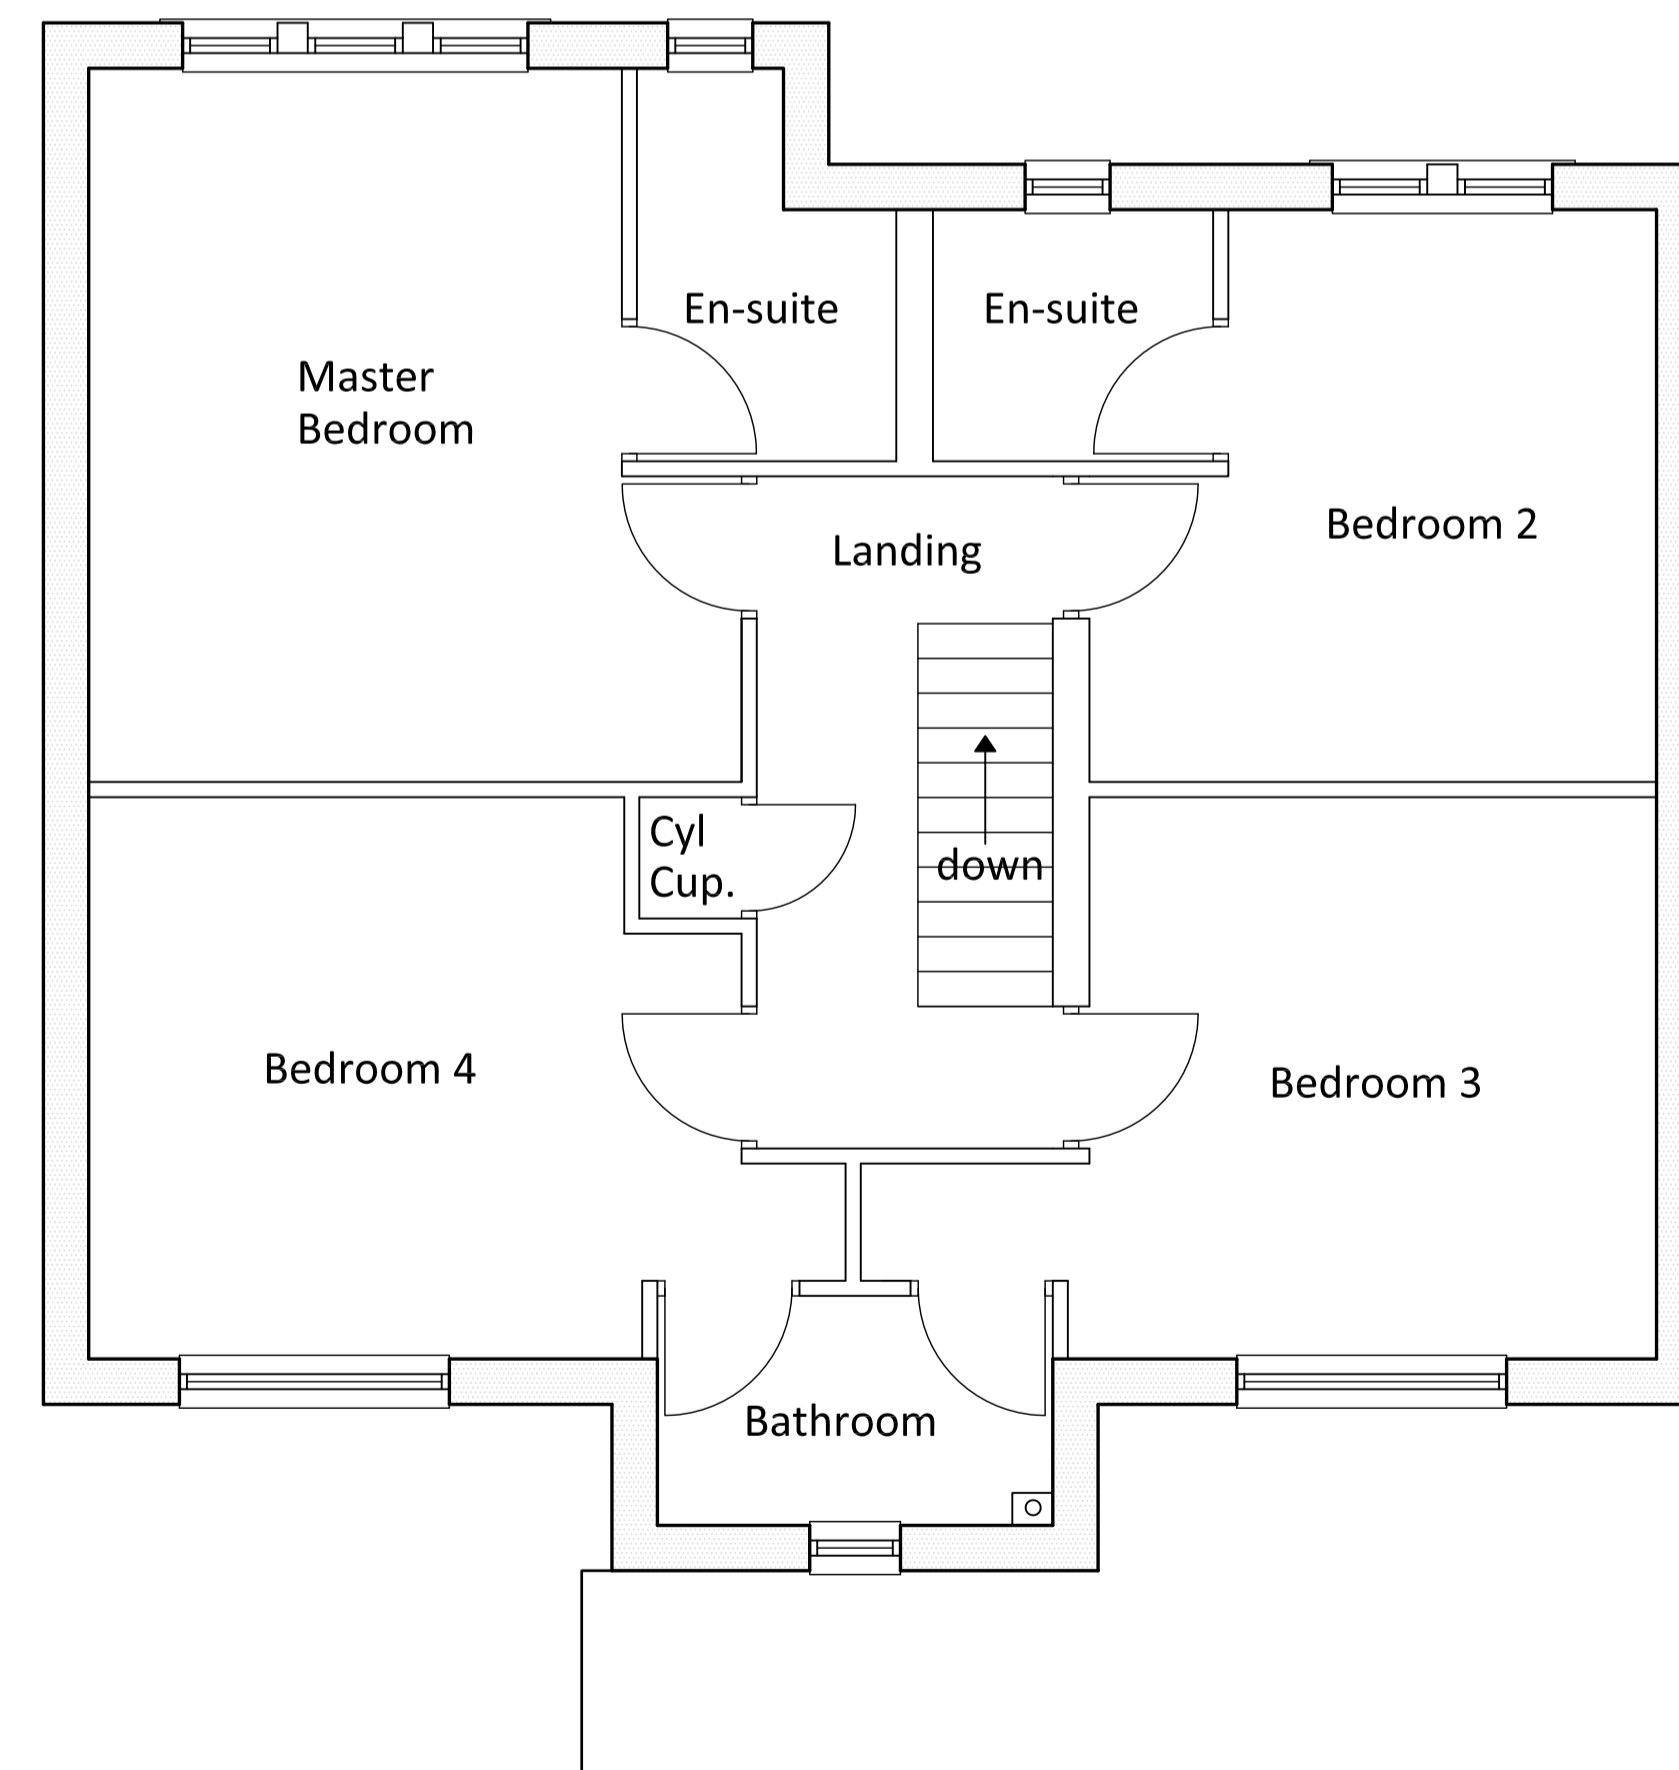 En-suite
En-suite
Master
Bedroom
Bedroom 2
Landing
Cyl
Cup.
down
Bedroom 4
Bedroom 3
Bathroom